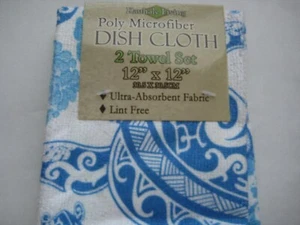 Poly Microfiber
DISH CLOTH
2 Towel Set
12" x 12"
Ultra-Absorbent Fabric
Lint Free